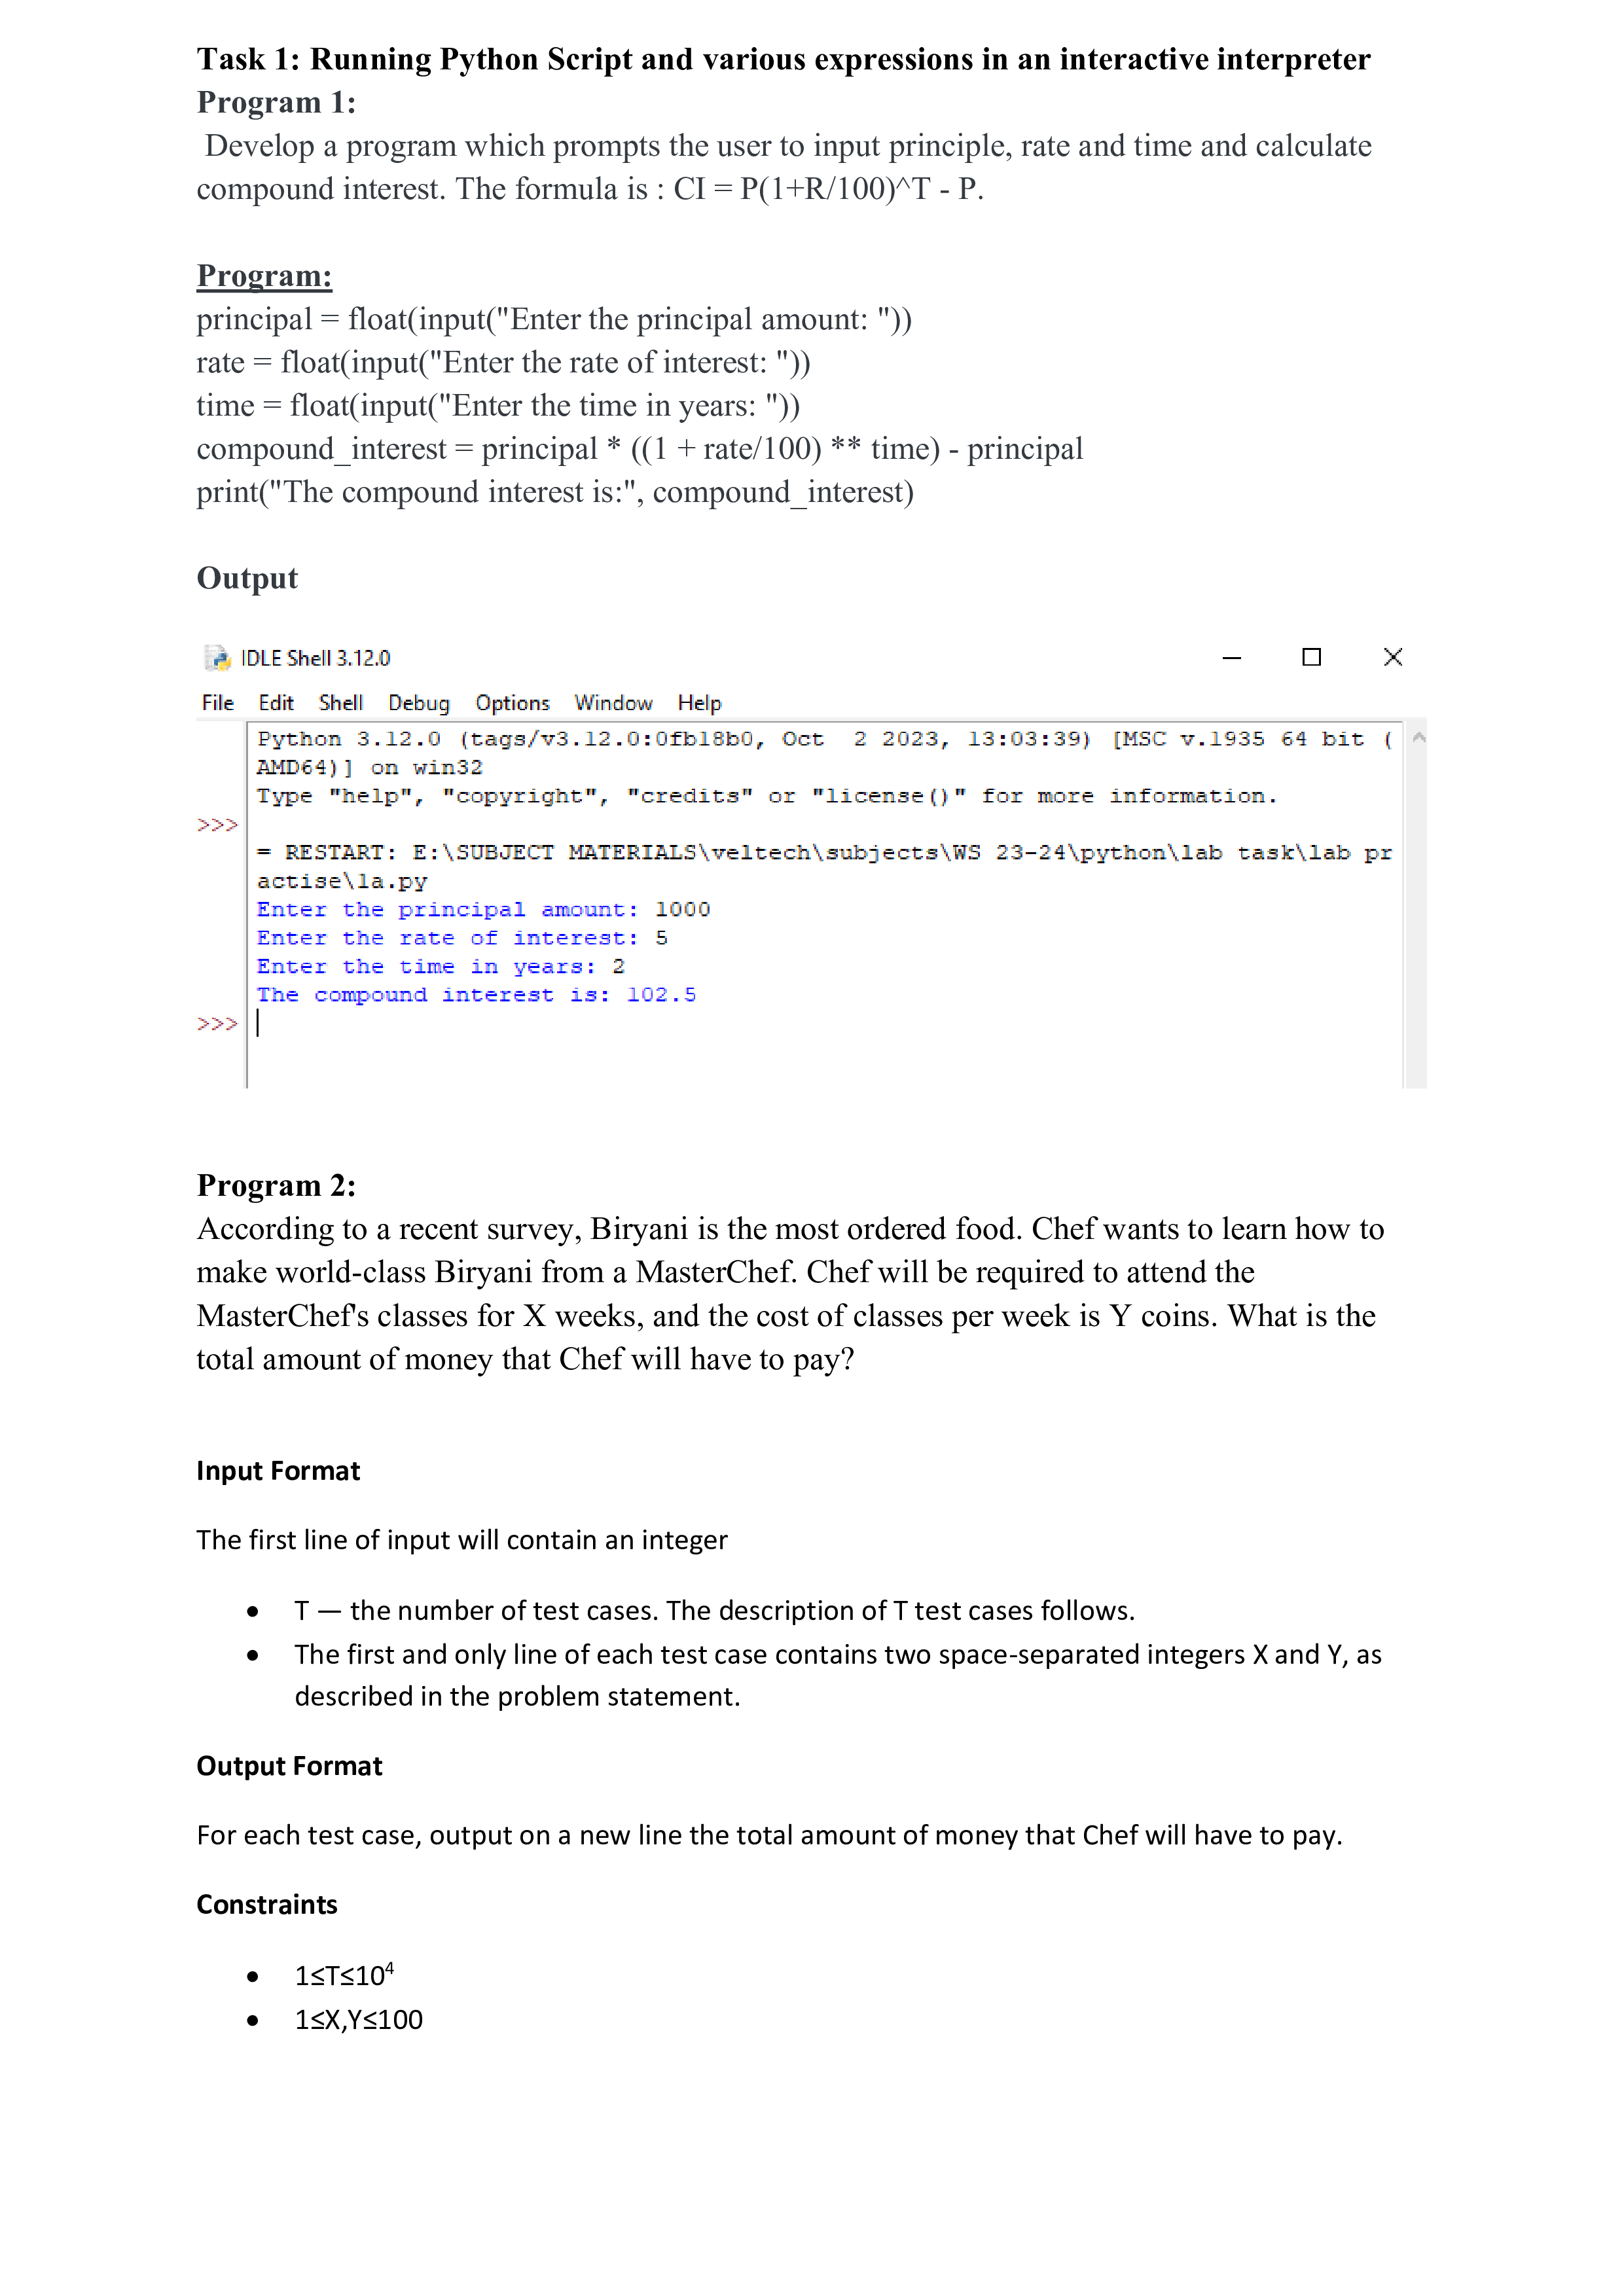 Task 1: Running Python Script and various expressions in an interactive interpreter
Program 1:
Develop a program which prompts the user to input principle, rate and time and calculate
compound interest. The formula is : CI = P(1+R/100)^T - P.
Program:
principal = float(input("Enter the principal amount: "))
rate = float(input("Enter the rate of interest: "))
time = float(input("Enter the time in years: "))
compound_interest = principal * ((1 + rate/100) ** time) - principal
print("The compound interest is:", compound_interest)
Output
IDLE Shell 3.12.0
File Edit Shell Debug Options Window Help
Python 3.12.0 (tags/v3.12.0:0fb18b0, Oct  2 2023, 13:03:39) [MSC v.1935 64 bit (
AMD64)] on win32
Type "help", "copyright", "credits" or "license()" for more information.
>>>
= RESTART: E:\SUBJECT MATERIALS\veltech\subjects\WS 23-24\python\lab task\lab pr
actise\1a.py
Enter the principal amount: 1000
Enter the rate of interest: 5
Enter the time in years: 2
The compound interest is: 102.5
>>>
Program 2:
According to a recent survey, Biryani is the most ordered food. Chef wants to learn how to
make world-class Biryani from a MasterChef. Chef will be required to attend the
MasterChef's classes for X weeks, and the cost of classes per week is Y coins. What is the
total amount of money that Chef will have to pay?
Input Format
The first line of input will contain an integer
• T — the number of test cases. The description of T test cases follows.
• The first and only line of each test case contains two space-separated integers X and Y, as
described in the problem statement.
Output Format
For each test case, output on a new line the total amount of money that Chef will have to pay.
Constraints
• 1≤T≤10⁴
• 1≤X,Y≤100